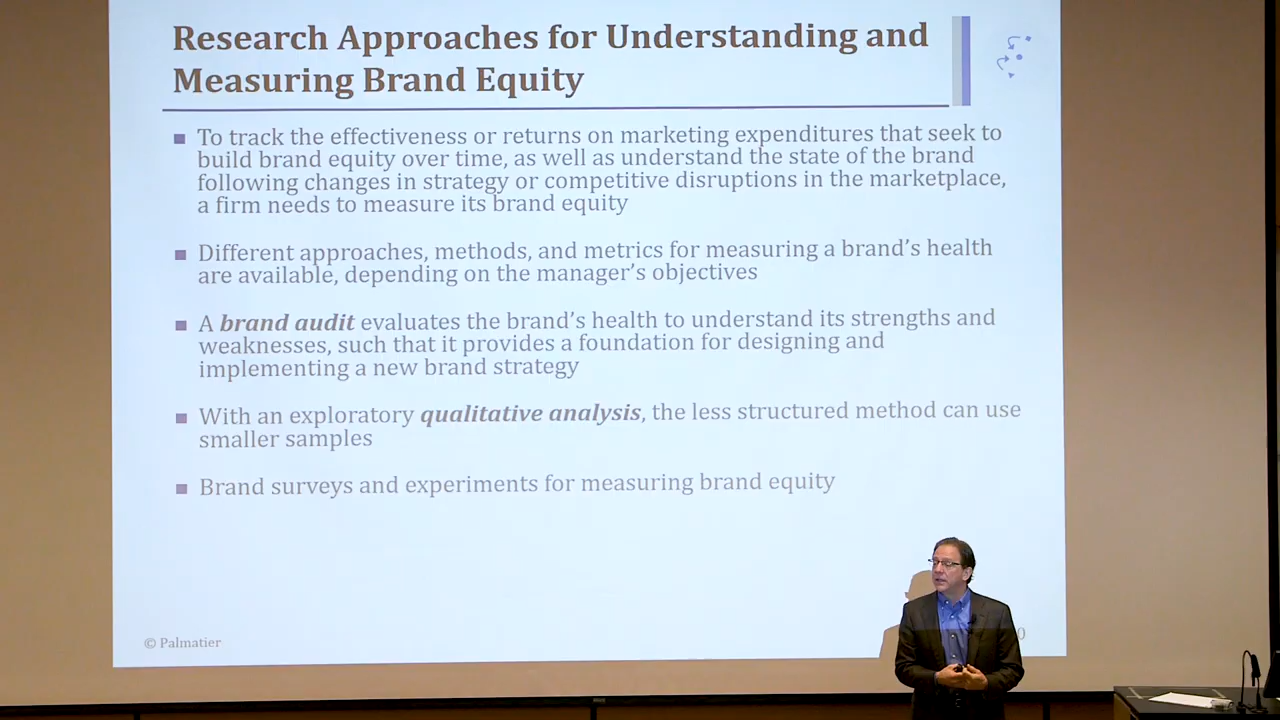 Research Approaches for Understanding and
Measuring Brand Equity
To track the effectiveness or returns on marketing expenditures that seek to
build brand equity over time, as well as understand the state of the brand
following changes in strategy or competitive disruptions in the marketplace,
a firm needs to measure its brand equity
Different approaches, methods, and metrics for measuring a brand’s health
are available, depending on the manager’s objectives
A brand audit evaluates the brand’s health to understand its strengths and
weaknesses, such that it provides a foundation for designing and
implementing a new brand strategy
With an exploratory qualitative analysis, the less structured method can use
smaller samples
Brand surveys and experiments for measuring brand equity
© Palmatier